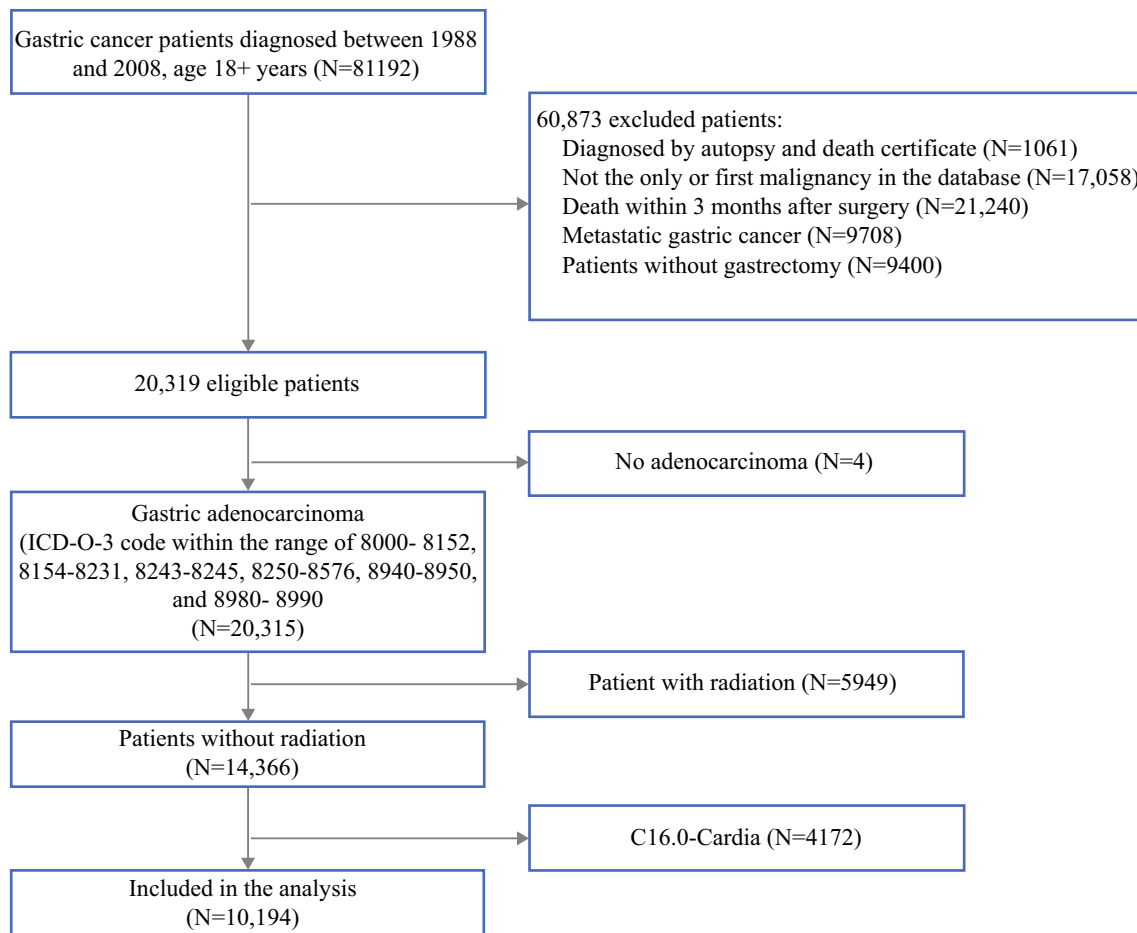 Gastric cancer patients diagnosed between 1988
and 2008, age 18+ years (N=81192)
60,873 excluded patients:
Diagnosed by autopsy and death certificate (N=1061)
Not the only or first malignancy in the database (N=17,058)
Death within 3 months after surgery (N=21,240)
Metastatic gastric cancer (N=9708)
Patients without gastrectomy (N=9400)
20,319 eligible patients
No adenocarcinoma (N=4)
Gastric adenocarcinoma
(ICD-O-3 code within the range of 8000- 8152,
8154-8231, 8243-8245, 8250-8576, 8940-8950,
and 8980- 8990
(N=20,315)
Patient with radiation (N=5949)
Patients without radiation
(N=14,366)
C16.0-Cardia (N=4172)
Included in the analysis
(N=10,194)